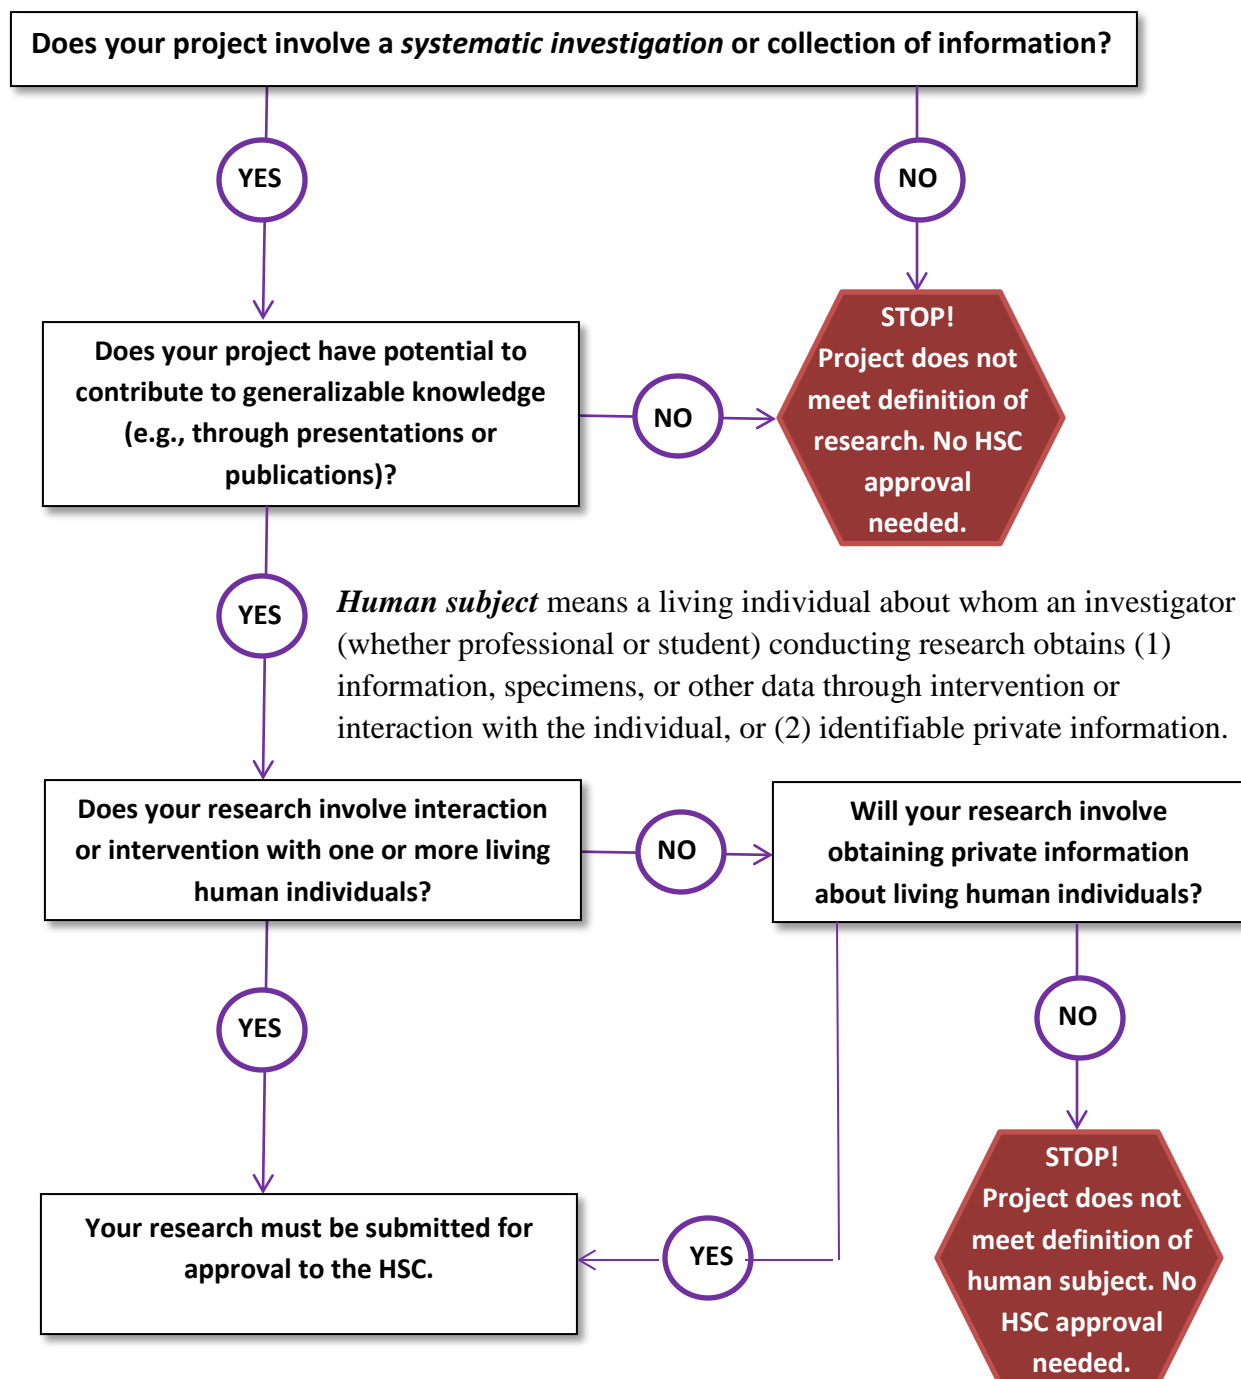 Does your project involve a systematic investigation or collection of information?
YES
NO
Does your project have potential to
contribute to generalizable knowledge
(e.g., through presentations or
publications)?
NO
STOP!
Project does not
meet definition of
research. No HSC
approval
needed.
YES
Human subject means a living individual about whom an investigator
(whether professional or student) conducting research obtains (1)
information, specimens, or other data through intervention or
interaction with the individual, or (2) identifiable private information.
Does your research involve interaction
or intervention with one or more living
human individuals?
NO
Will your research involve
obtaining private information
about living human individuals?
YES
NO
Your research must be submitted for
approval to the HSC.
YES
STOP!
Project does not
meet definition of
human subject. No
HSC approval
needed.